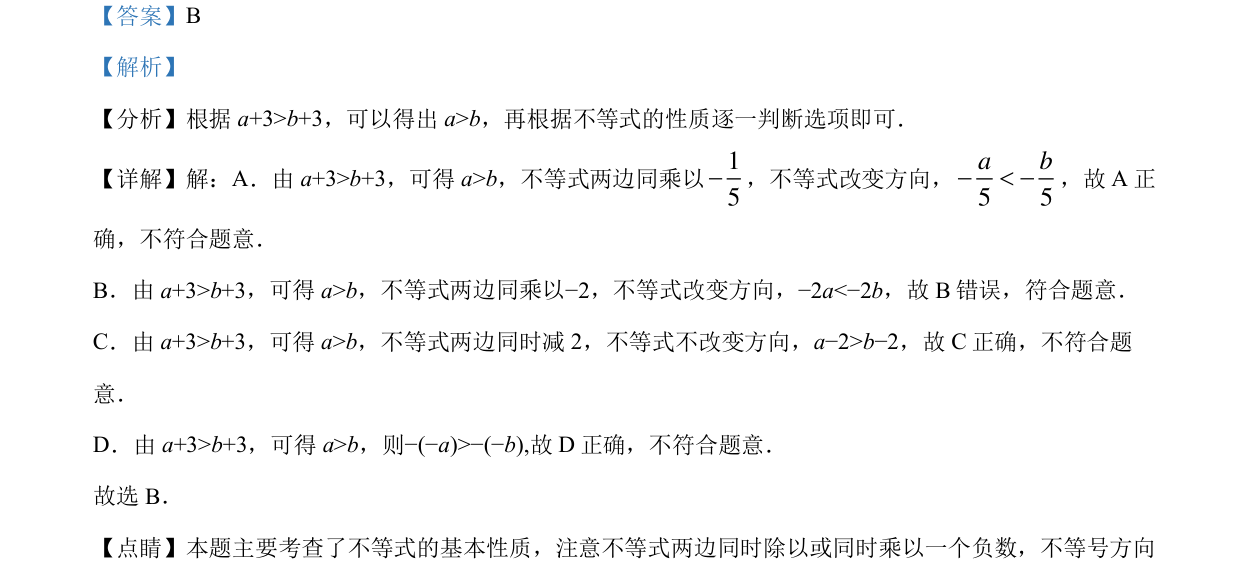 【答案】B
【解析】
【分析】根据 a+3>b+3，可以得出 a>b，再根据不等式的性质逐一判断选项即可．
【详解】解：A．由 a+3>b+3，可得 a>b，不等式两边同乘以−1/5，不等式改变方向，−a/5<−b/5，故 A 正
确，不符合题意．
B．由 a+3>b+3，可得 a>b，不等式两边同乘以−2，不等式改变方向，−2a<−2b，故 B 错误，符合题意．
C．由 a+3>b+3，可得 a>b，不等式两边同时减 2，不等式不改变方向，a−2>b−2，故 C 正确，不符合题
意．
D．由 a+3>b+3，可得 a>b，则−(−a)>−(−b),故 D 正确，不符合题意．
故选 B．
【点睛】本题主要考查了不等式的基本性质，注意不等式两边同时除以或同时乘以一个负数，不等号方向